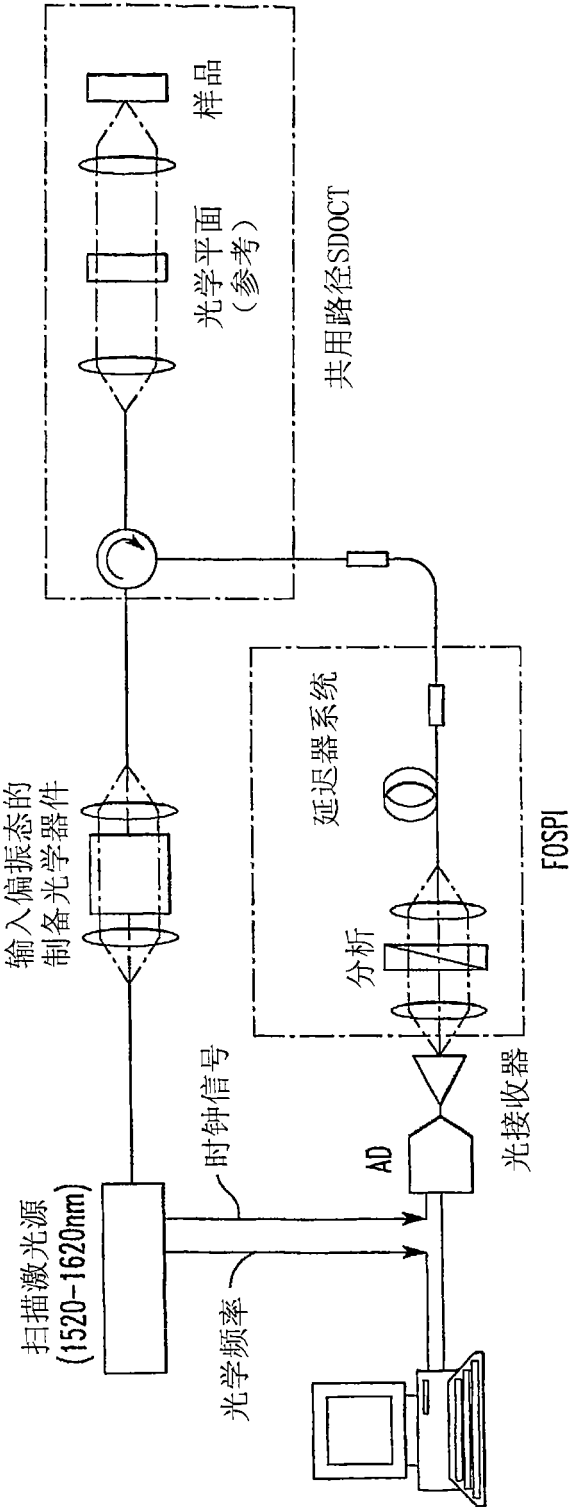 扫描激光源
(1520-1620nm)
输入偏振态的
制备光学器件
光学平面
(参考)
样品
共用路径SDOCT
光学频率
时钟信号
AD
光接收器
分析
延迟器系统
FOSPI